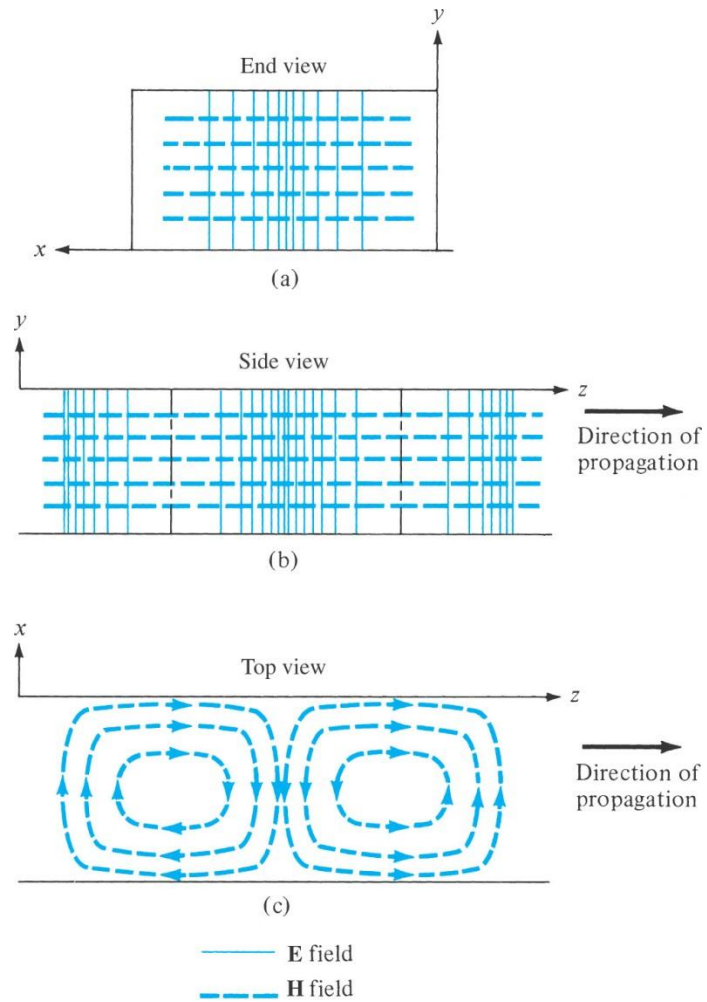 y
End view
x
(a)
y
Side view
z
Direction of
propagation
(b)
x
Top view
z
Direction of
propagation
(c)
E field
H field